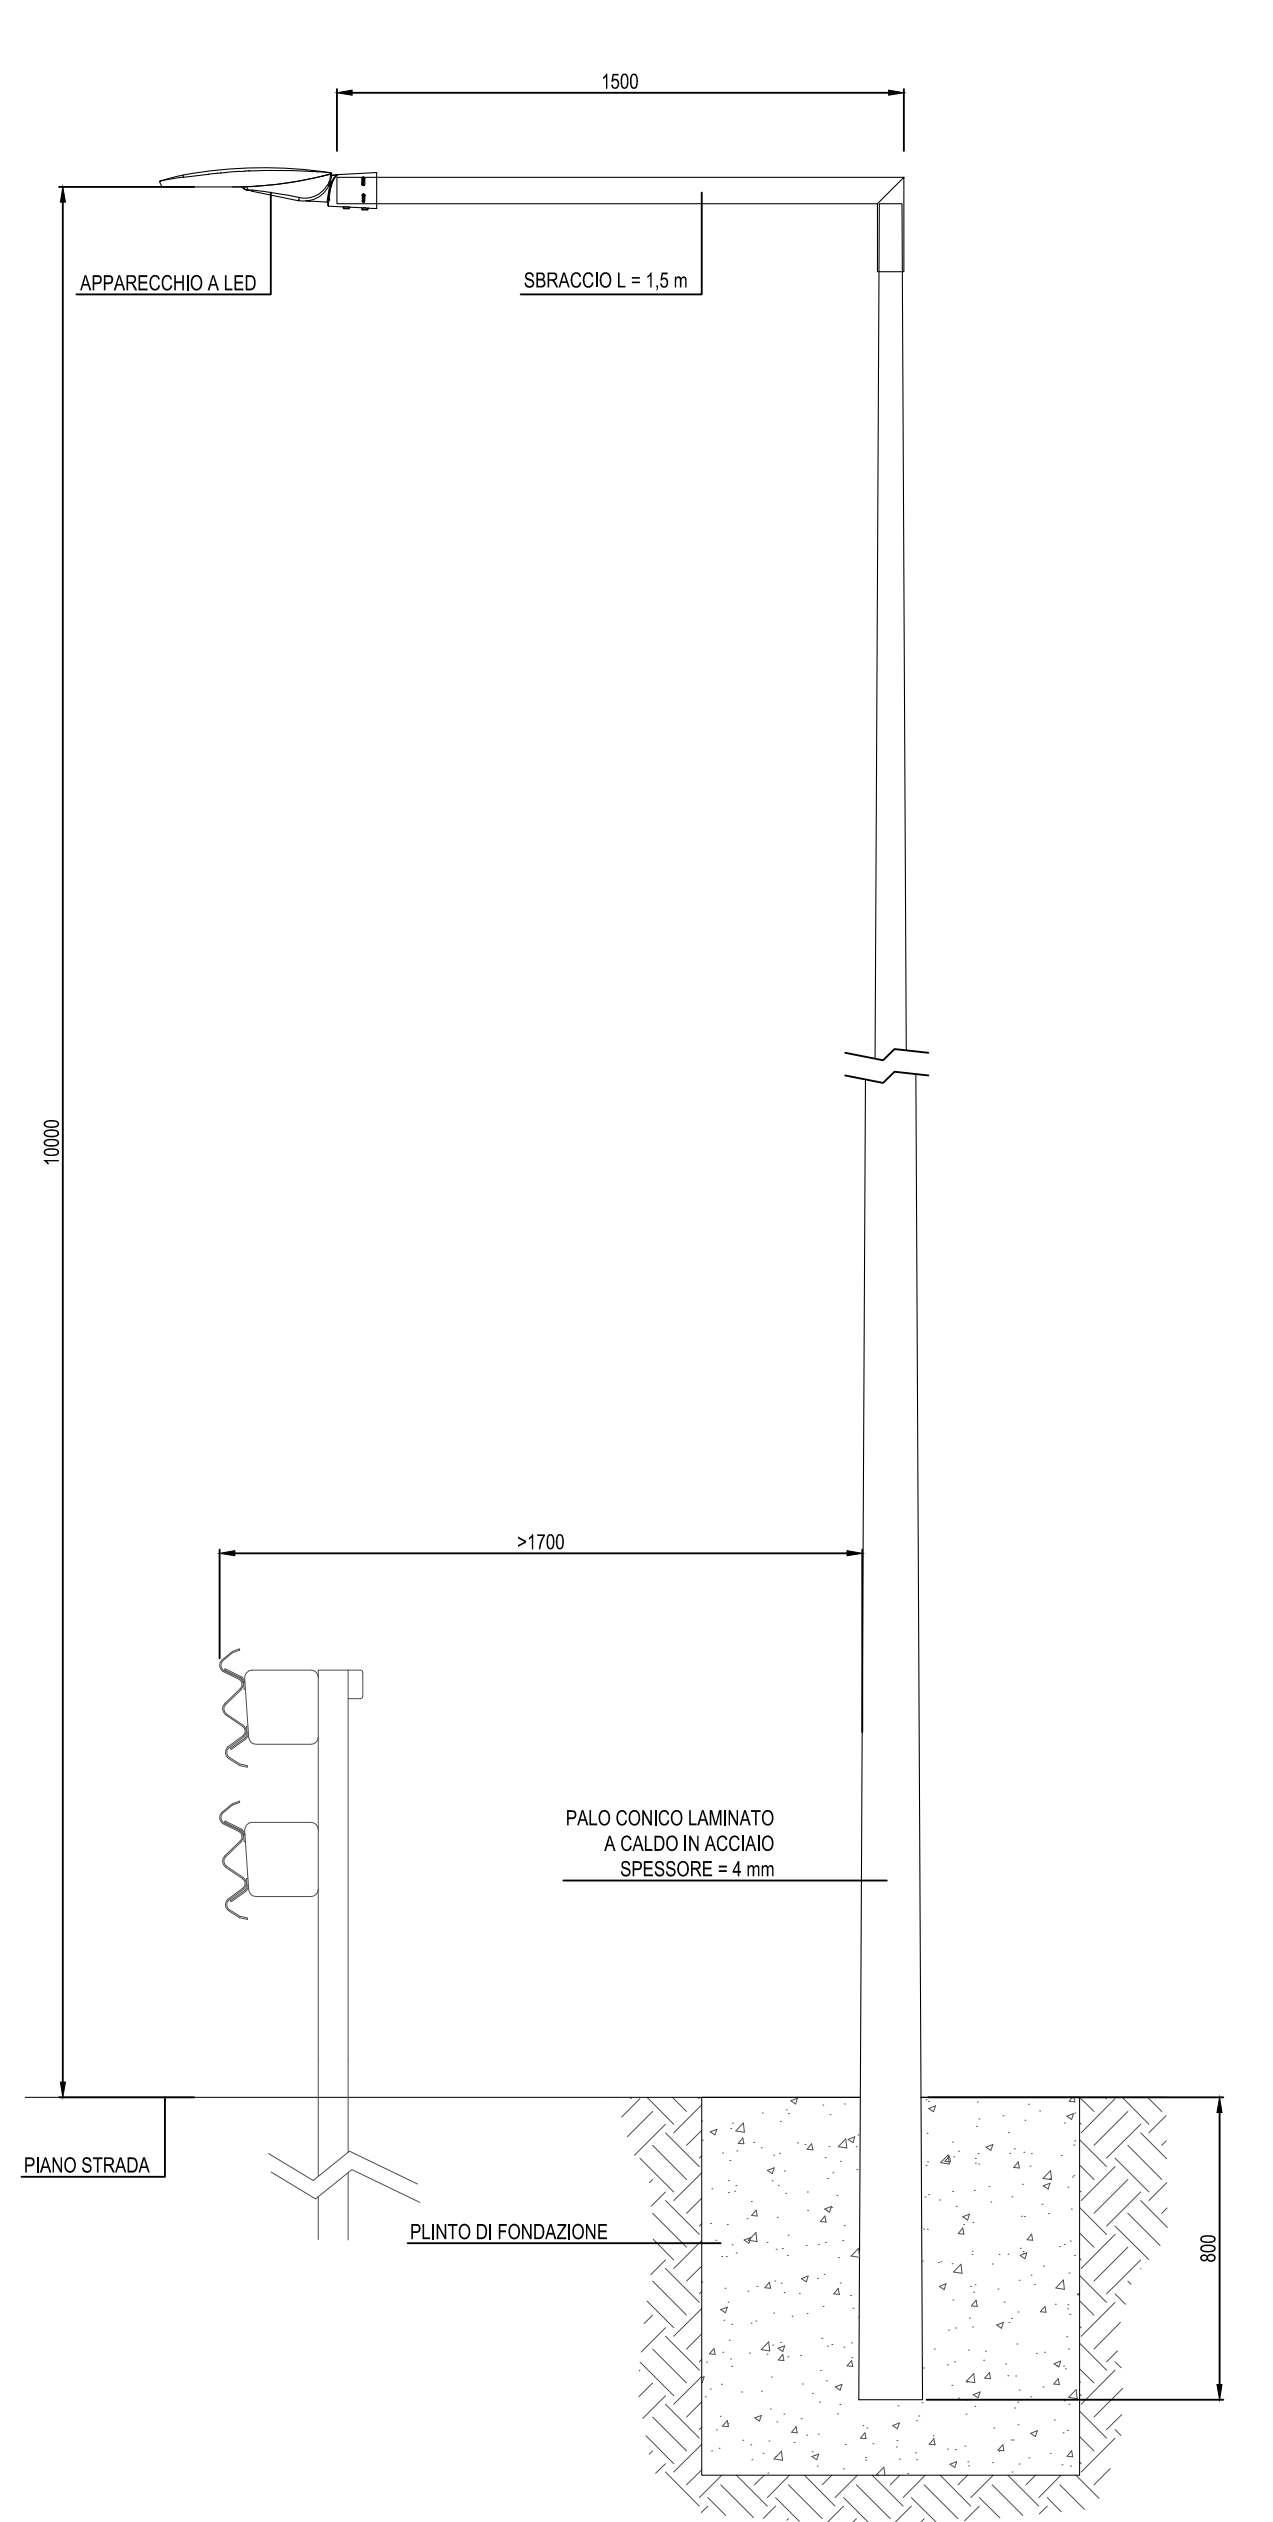 1500
APPARECCHIO A LED
SBRACCIO L = 1,5 m
10000
>1700
PALO CONICO LAMINATO
A CALDO IN ACCIAIO
SPESSORE = 4 mm
PIANO STRADA
PLINTO DI FONDAZIONE
800